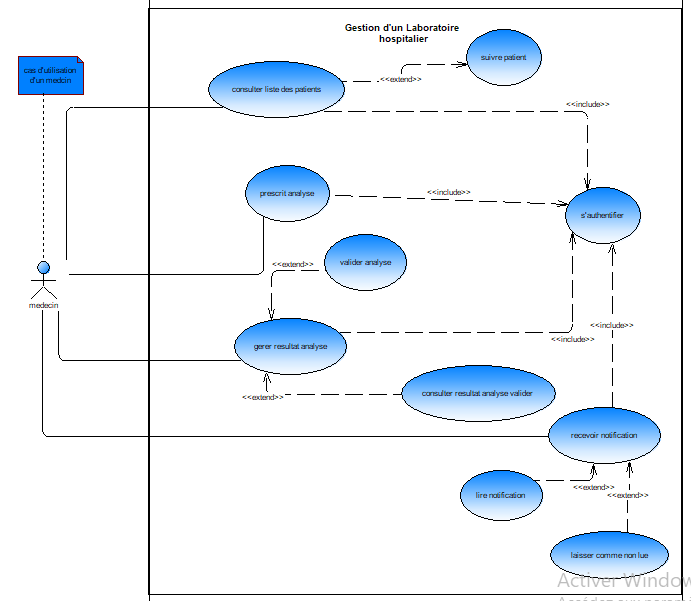 Gestion d'un Laboratoire
hospitalier
cas d'utilisation
d'un medcin
suivre patient
<<extend>>
consulter liste des patients
<<include>>
prescrit analyse
<<include>>
s'authentifier
valider analyse
<<extend>>
medecin
<<include>>
<<include>>
gerer resultat analyse
<<extend>>
consulter resultat analyse valider
recevoir notification
<<extend>>
lire notification
<<extend>>
laisser comme non lue
Activer Window